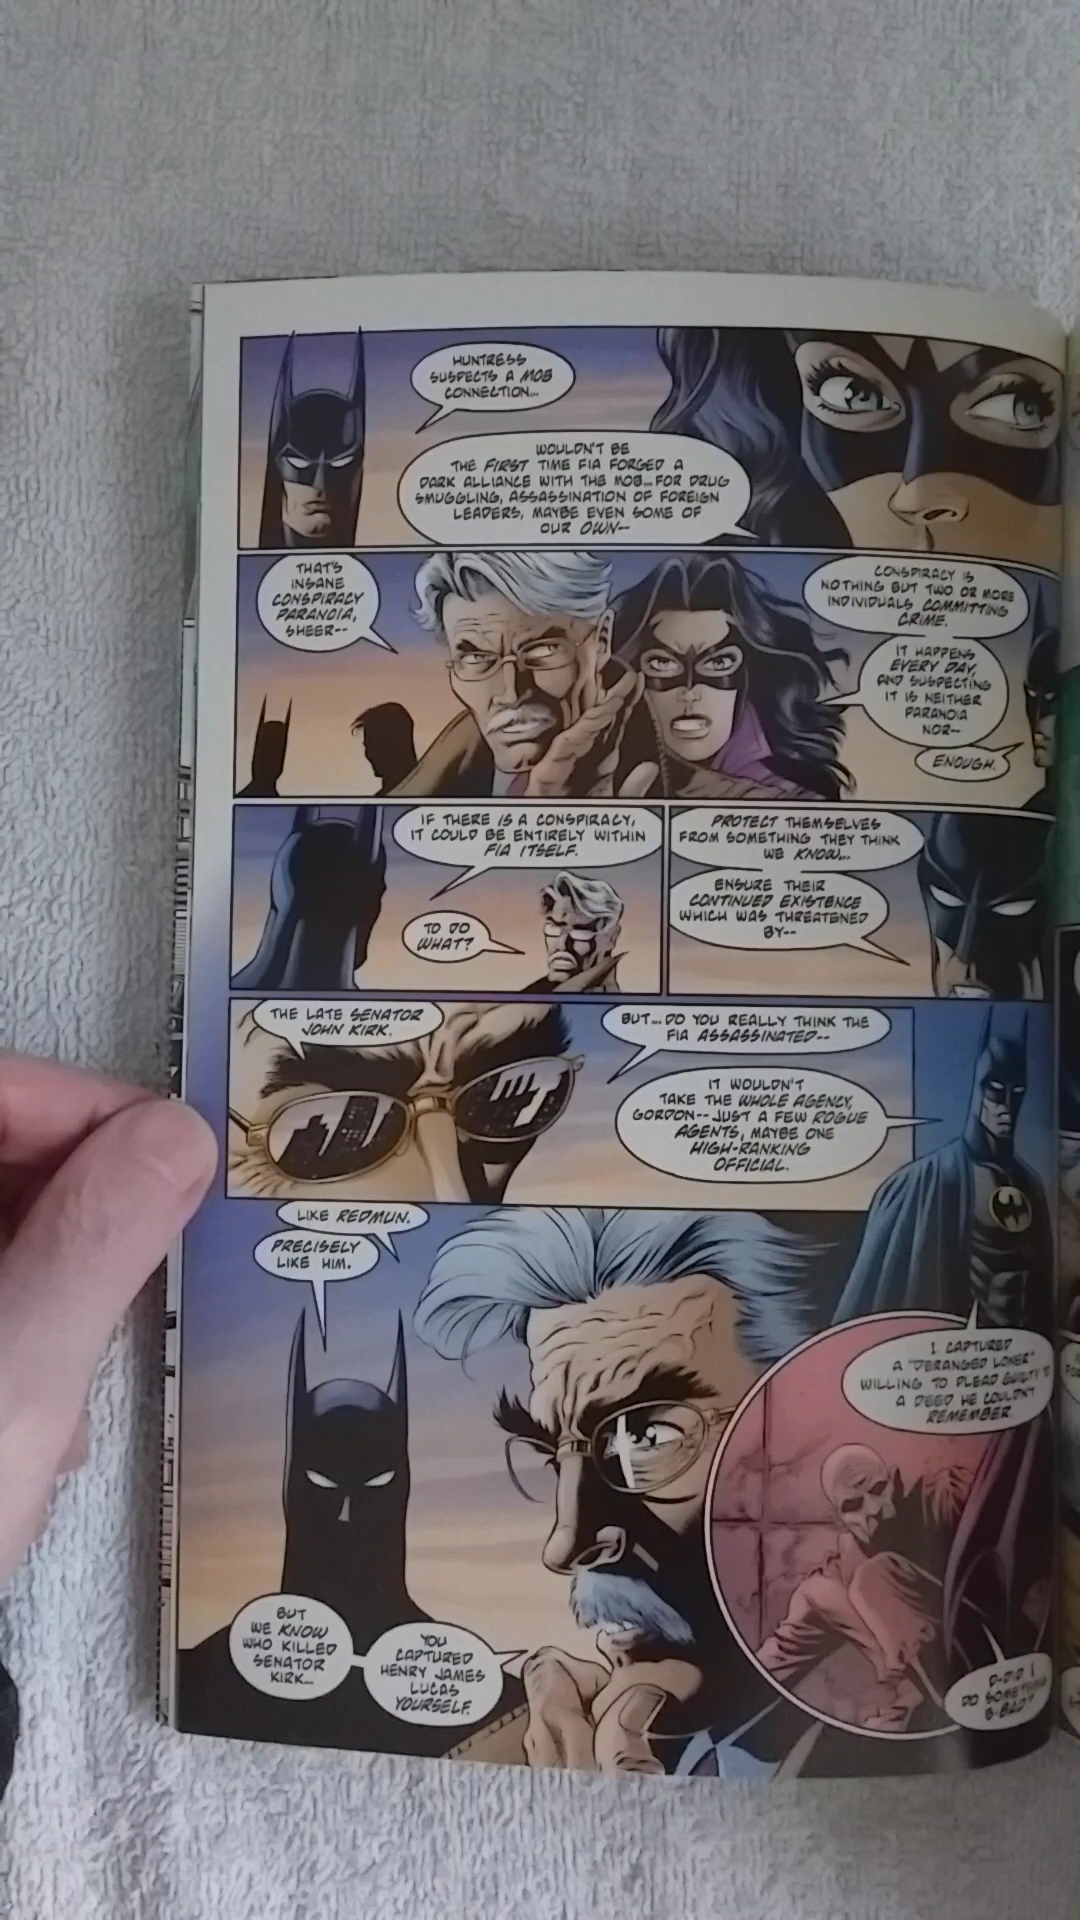 HUNTRESS
SUSPECTS A MOB
CONNECTION...
WOULDN'T BE
THE FIRST TIME FIA FORGED A
DARK ALLIANCE WITH THE MOB...FOR DRUG
SMUGGLING, ASSASSINATION OF FOREIGN
LEADERS, MAYBE EVEN SOME OF
OUR OWN--
THAT'S
INSANE
CONSPIRACY
PARANOIA,
SHEER--
CONSPIRACY IS
NOTHING BUT TWO OR MORE
INDIVIDUALS COMMITTING
CRIME.
IT HAPPENS
EVERY DAY,
AND SUSPECTING
IT IS NEITHER
PARANOIA
NOR--
ENOUGH.
IF THERE IS A CONSPIRACY,
IT COULD BE ENTIRELY WITHIN
FIA ITSELF.
TO DO
WHAT?
PROTECT THEMSELVES
FROM SOMETHING THEY THINK
WE KNOW...
ENSURE THEIR
CONTINUED EXISTENCE
WHICH WAS THREATENED
BY--
THE LATE SENATOR
JOHN KIRK.
BUT...DO YOU REALLY THINK THE
FIA ASSASSINATED--
IT WOULDN'T
TAKE THE WHOLE AGENCY,
GORDON--JUST A FEW ROGUE
AGENTS, MAYBE ONE
HIGH-RANKING
OFFICIAL.
LIKE REDMUN.
PRECISELY
LIKE HIM.
BUT
WE KNOW
WHO KILLED
SENATOR
KIRK...
YOU
CAPTURED
HENRY JAMES
LUCAS
YOURSELF.
I CAPTURED
A "DERANGED LONER"
WILLING TO PLEAD GUILTY TO
A DEED HE COULDN'T
REMEMBER.
D-DID I
DO SOMETHING
B-BAD?